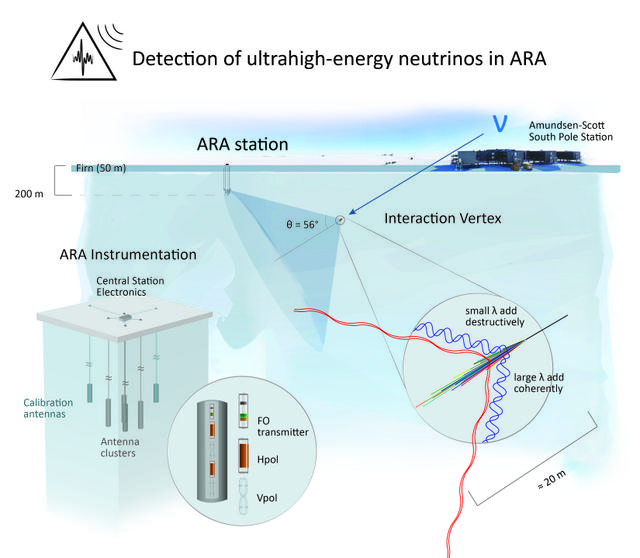 Detection of ultrahigh-energy neutrinos in ARA
ν
Amundsen-Scott
South Pole Station
ARA station
Firn (50 m)
200 m
θ = 56°
Interaction Vertex
ARA Instrumentation
Central Station
Electronics
small λ add
destructively
large λ add
coherently
Calibration
antennas
Antenna
clusters
FO
transmitter
Hpol
Vpol
≈ 20 m